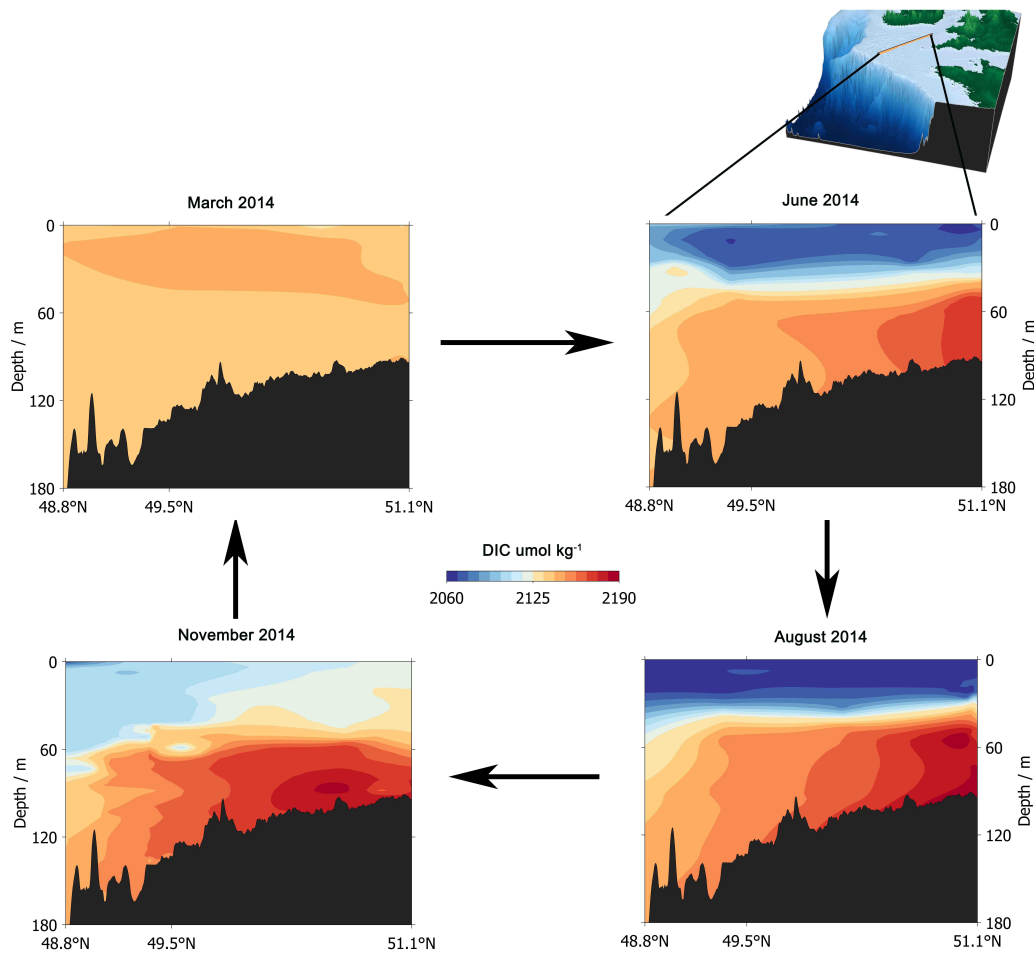 March 2014
June 2014
0
60
120
180
Depth / m
48.8°N
49.5°N
51.1°N
0
60
120
180
Depth / m
48.8°N
49.5°N
51.1°N
DIC umol kg⁻¹
2060
2125
2190
November 2014
August 2014
0
60
120
180
Depth / m
48.8°N
49.5°N
51.1°N
0
60
120
180
Depth / m
48.8°N
49.5°N
51.1°N